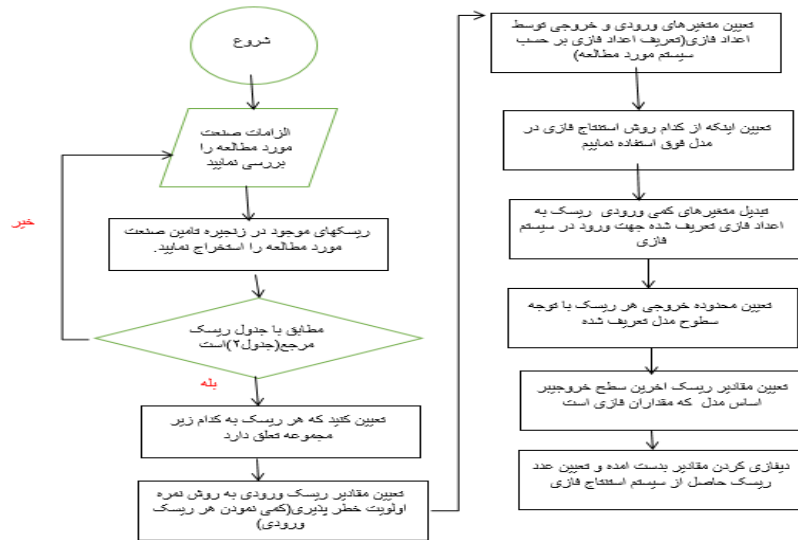 شروع
الزامات صنعت
مورد مطالعه را
بررسی نمایید
ریسکهای موجود در زنجیره تامین صنعت
مورد مطالعه را استخراج نمایید.
مطابق با جدول ریسک
مرجع(جدول۲)است
خیر
بله
تعیین کنید که هر ریسک به کدام زیر
مجموعه تعلق دارد
تعیین مقادیر ریسک ورودی به روش نمره
اولویت خطر پذیری(کمی نمودن هر ریسک
ورودی)
تعیین متغیرهای ورودی و خروجی توسط
اعداد فازی(تعریف اعداد فازی بر حسب
سیستم مورد مطالعه)
تعیین اینکه از کدام روش استنتاج فازی در
مدل فوق استفاده نماییم
تبدیل متغیرهای کمی ورودی ریسک به
اعداد فازی تعریف شده جهت ورود در سیستم
فازی
تعیین محدوده خروجی هر ریسک با توجه
سطوح مدل تعریف شده
تعیین مقادیر ریسک اخرین سطح خروجیبر
اساس مدل که مقداران فازی است
دیفازی کردن مقادیر بدست امده و تعیین عدد
ریسک حاصل از سیستم استنتاج فازی